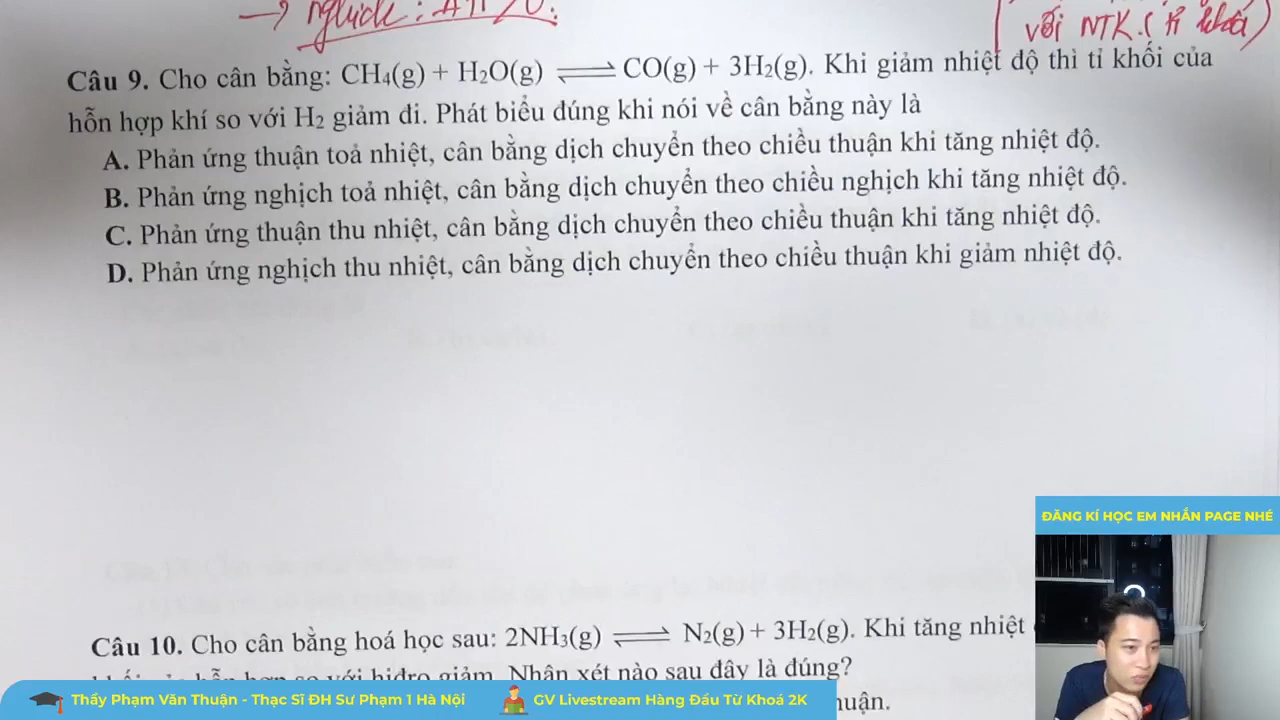 → nghịch:
với NTK. (tỉ khối)
Câu 9. Cho cân bằng: CH₄(g) + H₂O(g) ⇌ CO(g) + 3H₂(g). Khi giảm nhiệt độ thì tỉ khối của
hỗn hợp khí so với H₂ giảm đi. Phát biểu đúng khi nói về cân bằng này là
A. Phản ứng thuận toả nhiệt, cân bằng dịch chuyển theo chiều thuận khi tăng nhiệt độ.
B. Phản ứng nghịch toả nhiệt, cân bằng dịch chuyển theo chiều nghịch khi tăng nhiệt độ.
C. Phản ứng thuận thu nhiệt, cân bằng dịch chuyển theo chiều thuận khi tăng nhiệt độ.
D. Phản ứng nghịch thu nhiệt, cân bằng dịch chuyển theo chiều thuận khi giảm nhiệt độ.
ĐĂNG KÍ HỌC EM NHẮN PAGE NHÉ
Câu 10. Cho cân bằng hoá học sau: 2NH₃(g) ⇌ N₂(g) + 3H₂(g). Khi tăng nhiệt
so với hiđro giảm. Nhận xét nào sau đây là đúng?
Thầy Phạm Văn Thuận - Thạc Sĩ ĐH Sư Phạm 1 Hà Nội
GV Livestream Hàng Đầu Từ Khoá 2K